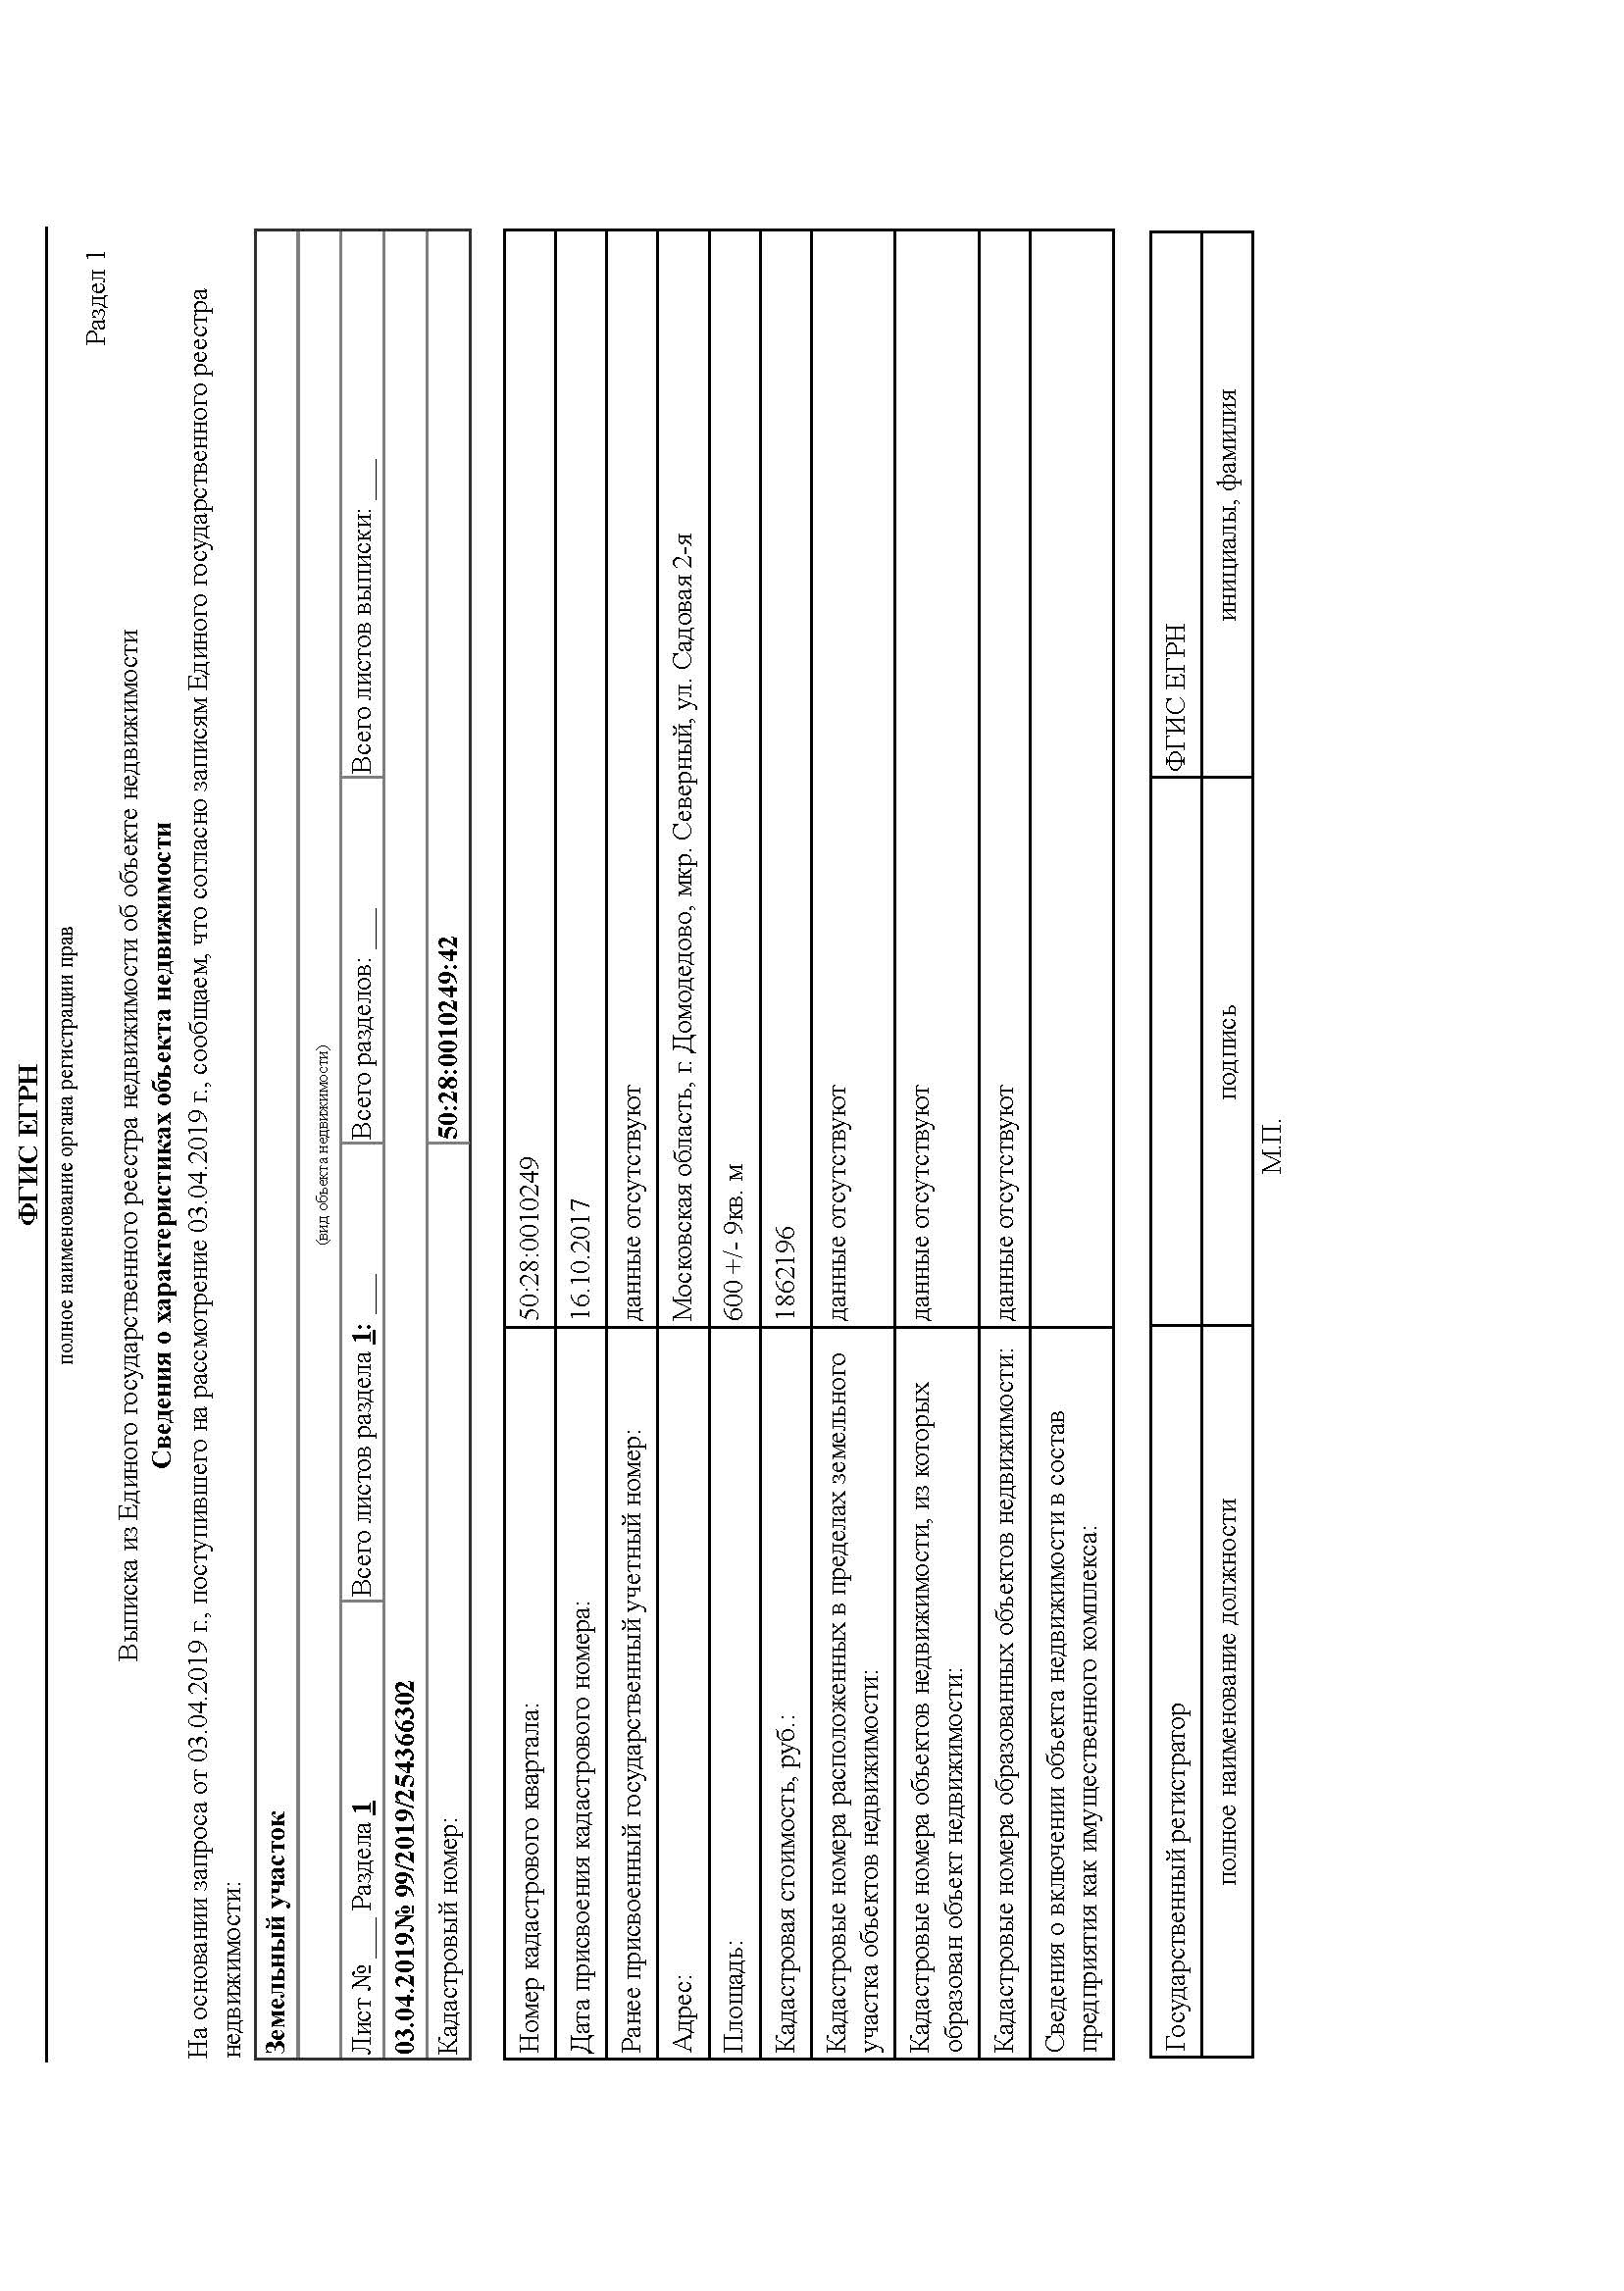 ФГИС ЕГРН
полное наименование органа регистрации прав
Раздел 1
Выписка из Единого государственного реестра недвижимости об объекте недвижимости
Сведения о характеристиках объекта недвижимости
На основании запроса от 03.04.2019 г., поступившего на рассмотрение 03.04.2019 г., сообщаем, что согласно записям Единого государственного реестра
недвижимости:
Земельный участок
(вид объекта недвижимости)
Лист № ___ Раздела 1 Всего листов раздела 1: ___ Всего разделов: ___ Всего листов выписки: ___
03.04.2019№ 99/2019/254366302
Кадастровый номер: 50:28:0010249:42
Номер кадастрового квартала: 50:28:0010249
Дата присвоения кадастрового номера: 16.10.2017
Ранее присвоенный государственный учетный номер: данные отсутствуют
Адрес: Московская область, г. Домодедово, мкр. Северный, ул. Садовая 2-я
Площадь: 600 +/- 9кв. м
Кадастровая стоимость, руб.: 1862196
Кадастровые номера расположенных в пределах земельного данные отсутствуют
участка объектов недвижимости:
Кадастровые номера объектов недвижимости, из которых данные отсутствуют
образован объект недвижимости:
Кадастровые номера образованных объектов недвижимости: данные отсутствуют
Сведения о включении объекта недвижимости в состав
предприятия как имущественного комплекса:
Государственный регистратор ФГИС ЕГРН
полное наименование должности подпись инициалы, фамилия
М.П.